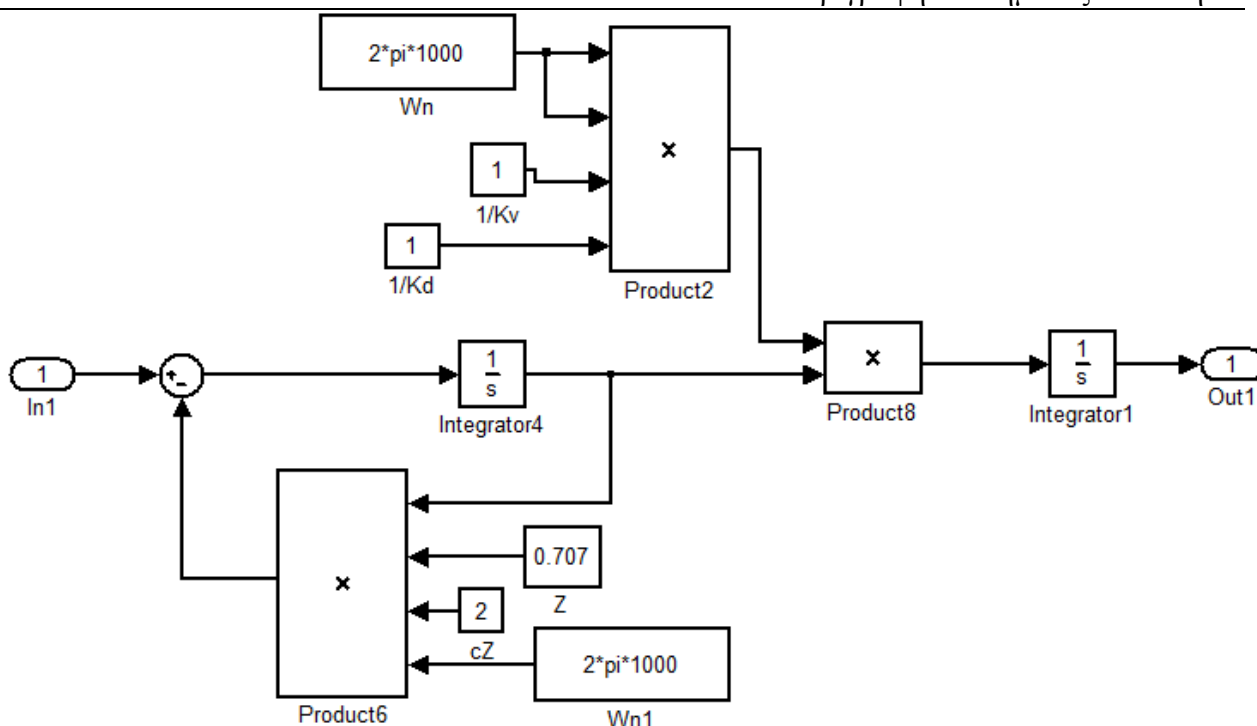 2*pi*1000
Wn
×
1
1/Kv
1
1/Kd
Product2
1
In1
+
-
1
s
Integrator4
×
Product8
1
s
Integrator1
1
Out1
×
0.707
Z
2
cZ
2*pi*1000
Wn1
Product6